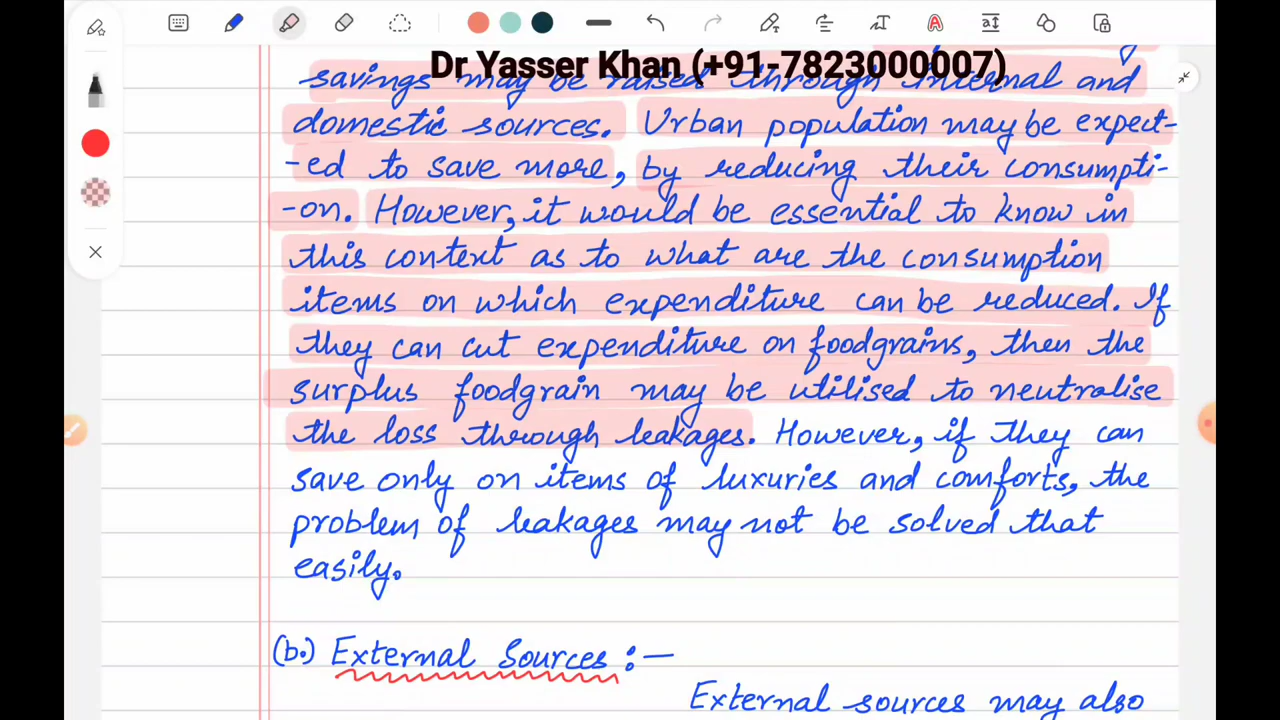 Dr Yasser Khan (+91-7823000007)
savings may be raised through internal and
domestic sources. Urban population may be expect-
-ed to save more, by reducing their consumpti-
-on. However, it would be essential to know in
this context as to what are the consumption
items on which expenditure can be reduced. If
they can cut expenditure on foodgrains, then the
surplus foodgrain may be utilised to neutralise
the loss through leakages. However, if they can
save only on items of luxuries and comforts, the
problem of leakages may not be solved that
easily.
(b.) External Sources :—
External sources may also